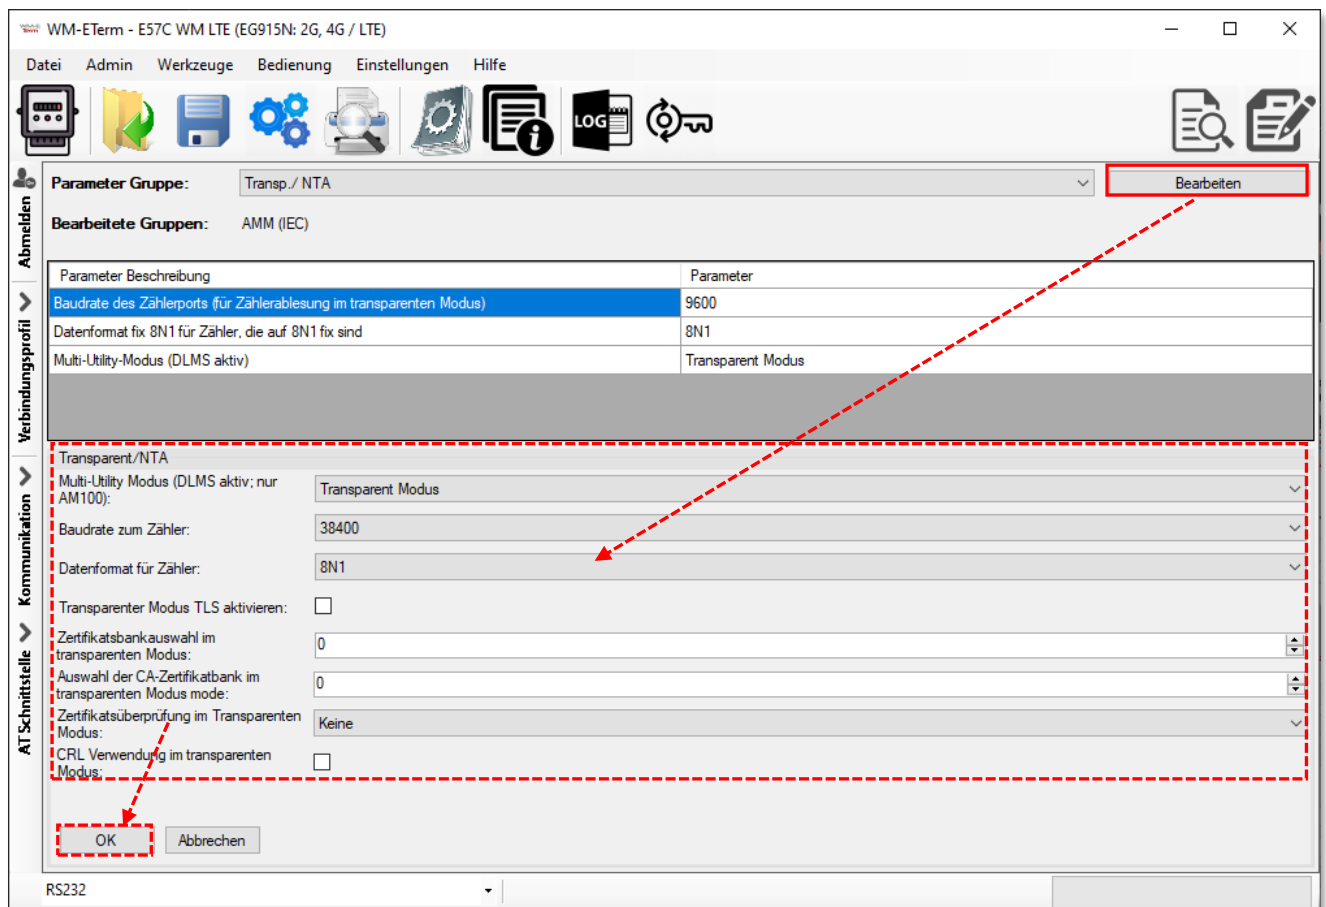 WM-ETerm - E57C WM LTE (EG915N: 2G, 4G / LTE)
Datei Admin Werkzeuge Bedienung Einstellungen Hilfe
LOG
Abmelden
Verbindungsprofil
Kommunikation
AT Schnittstelle
Parameter Gruppe: Transp./ NTA Bearbeiten
Bearbeitete Gruppen: AMM (IEC)
Parameter Beschreibung Parameter
Baudrate des Zählerports (für Zählerablesung im transparenten Modus) 9600
Datenformat fix 8N1 für Zähler, die auf 8N1 fix sind 8N1
Multi-Utility-Modus (DLMS aktiv) Transparent Modus
Transparent/NTA
Multi-Utility Modus (DLMS aktiv; nur
AM100): Transparent Modus
Baudrate zum Zähler: 38400
Datenformat für Zähler: 8N1
Transparenter Modus TLS aktivieren:
Zertifikatsbankauswahl im
transparenten Modus: 0
Auswahl der CA-Zertifikatbank im
transparenten Modus mode: 0
Zertifikatsüberprüfung im Transparenten
Modus: Keine
CRL Verwendung im transparenten
Modus:
OK Abbrechen
RS232